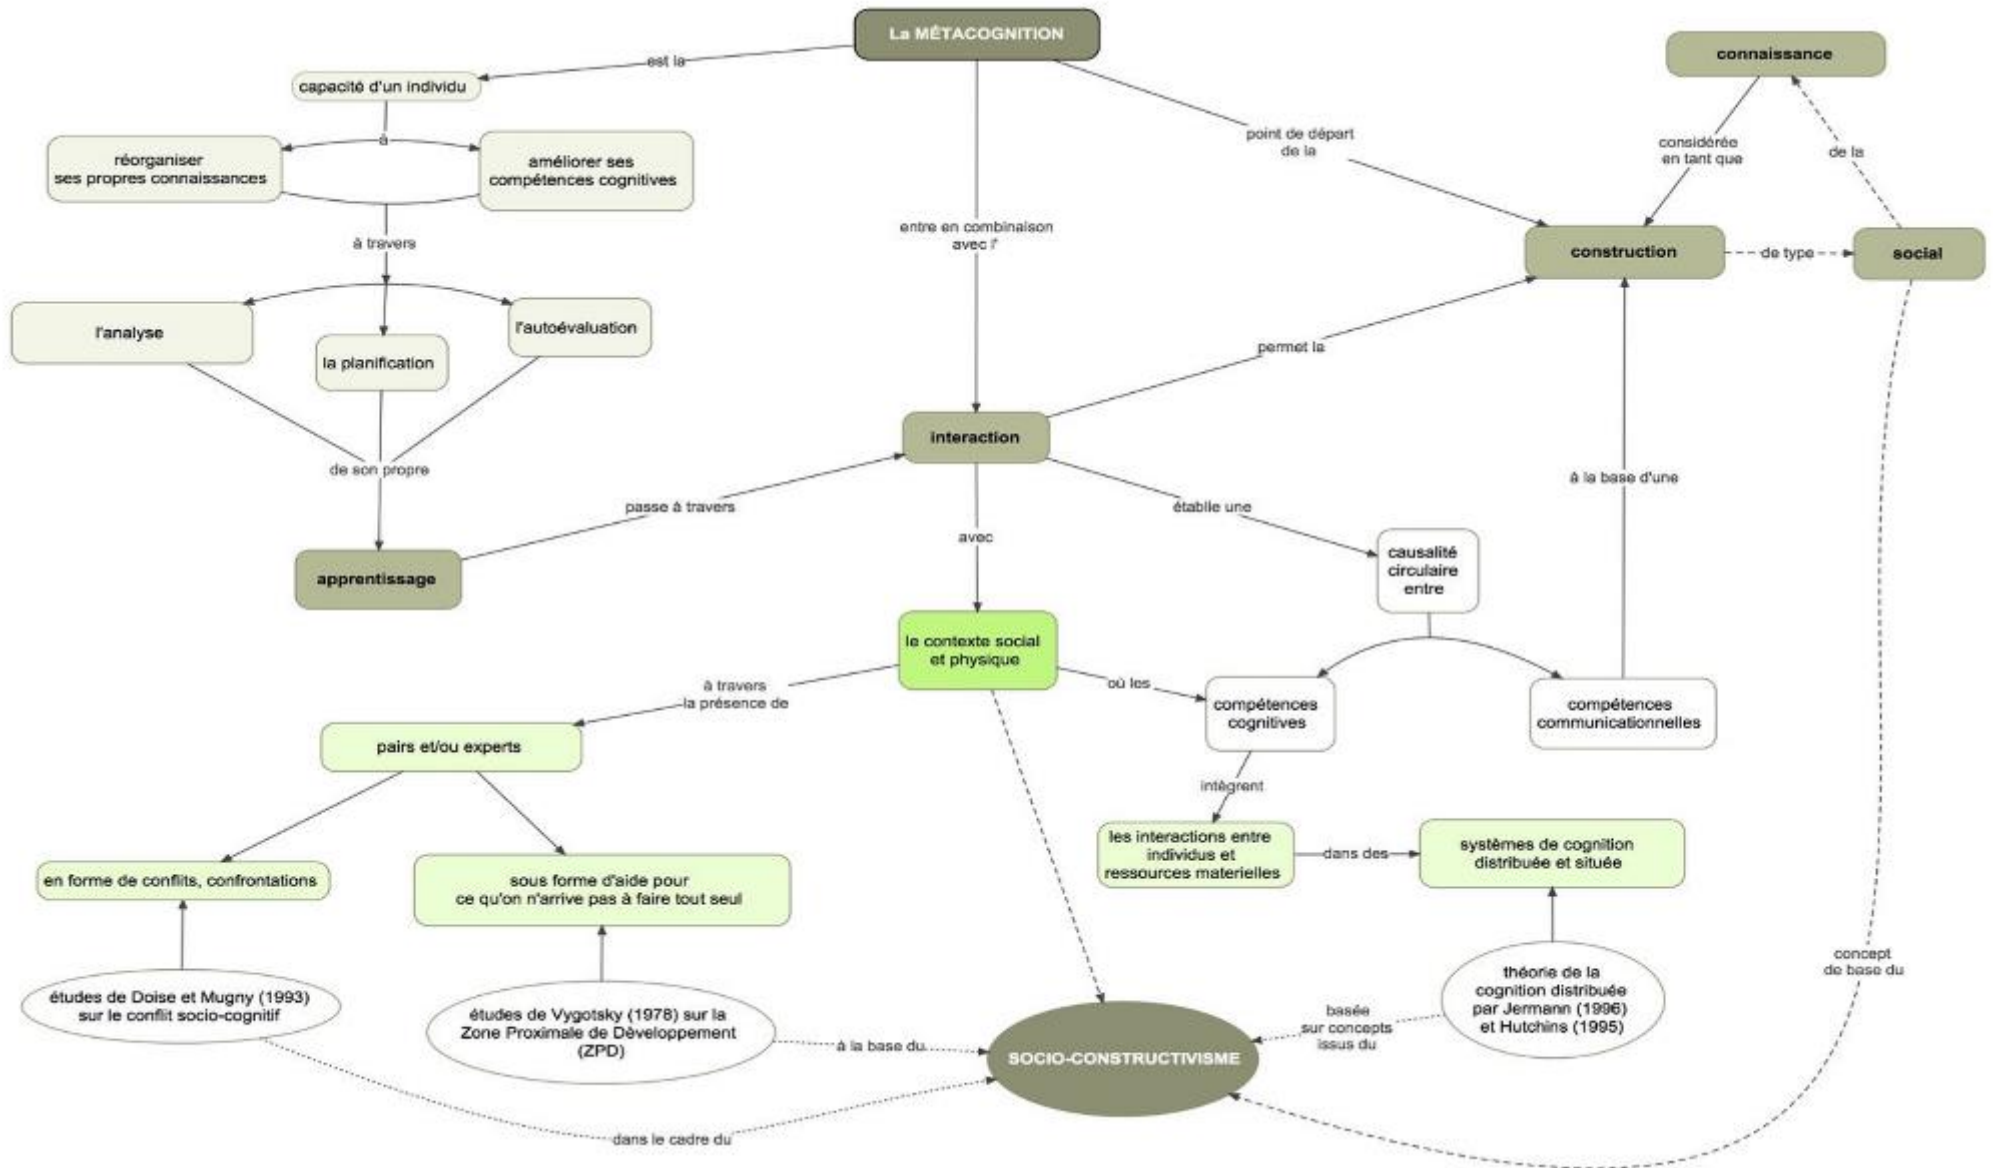 La MÉTACOGNITION
connaissance
est la
capacité d'un individu
à
réorganiser
ses propres connaissances
améliorer ses
compétences cognitives
point de départ
de la
considérée
en tant que
de la
à travers
entre en combinaison
avec l'
construction
de type
social
l'analyse
la planification
l'autoévaluation
permet la
de son propre
interaction
passe à travers
établie une
à la base d'une
apprentissage
avec
causalité
circulaire
entre
le contexte social
et physique
à travers
la présence de
où les
compétences
cognitives
compétences
communicationnelles
pairs et/ou experts
intègrent
les interactions entre
individus et
ressources materielles
dans des
systèmes de cognition
distribuée et située
en forme de conflits, confrontations
sous forme d'aide pour
ce qu'on n'arrive pas à faire tout seul
concept
de base du
études de Doise et Mugny (1993)
sur le conflit socio-cognitif
études de Vygotsky (1978) sur la
Zone Proximale de Dèveloppement
(ZPD)
à la base du
SOCIO-CONSTRUCTIVISME
basée
sur concepts
issus du
théorie de la
cognition distribuée
par Jermann (1996)
et Hutchins (1995)
dans le cadre du